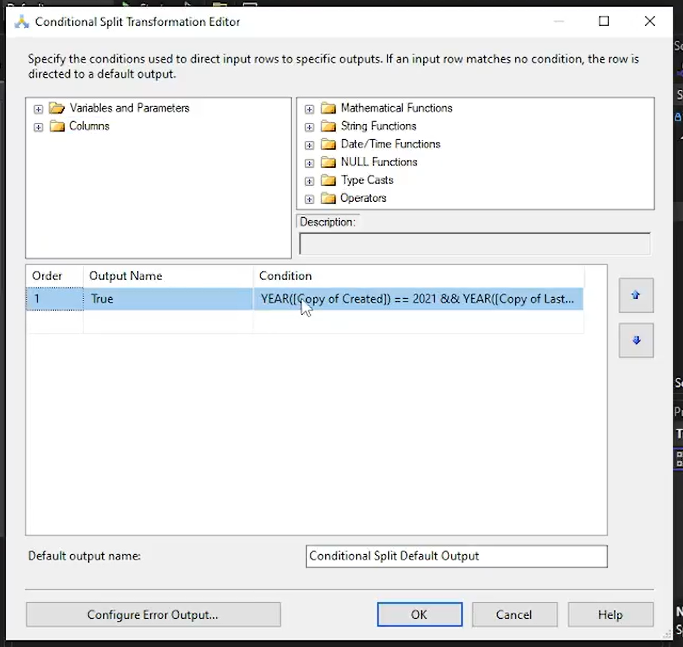 Conditional Split Transformation Editor
Specify the conditions used to direct input rows to specific outputs. If an input row matches no condition, the row is
directed to a default output.
Variables and Parameters
Columns
Mathematical Functions
String Functions
Date/Time Functions
NULL Functions
Type Casts
Operators
Description:
Order Output Name Condition
1 True YEAR([Copy of Created]) == 2021 && YEAR([Copy of Last...
Default output name: Conditional Split Default Output
Configure Error Output... OK Cancel Help